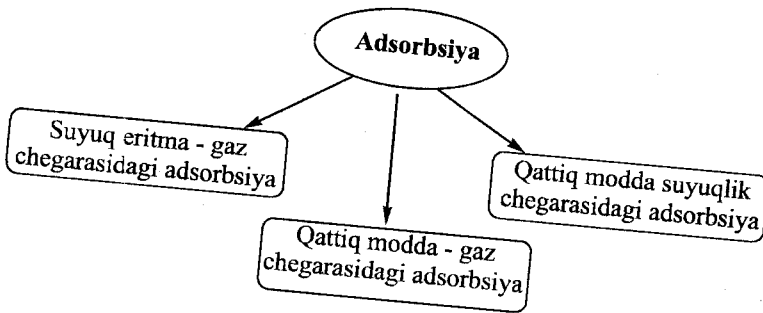 Adsorbsiya
Suyuq eritma - gaz
chegarasidagi adsorbsiya
Qattiq modda - gaz
chegarasidagi adsorbsiya
Qattiq modda suyuqlik
chegarasidagi adsorbsiya